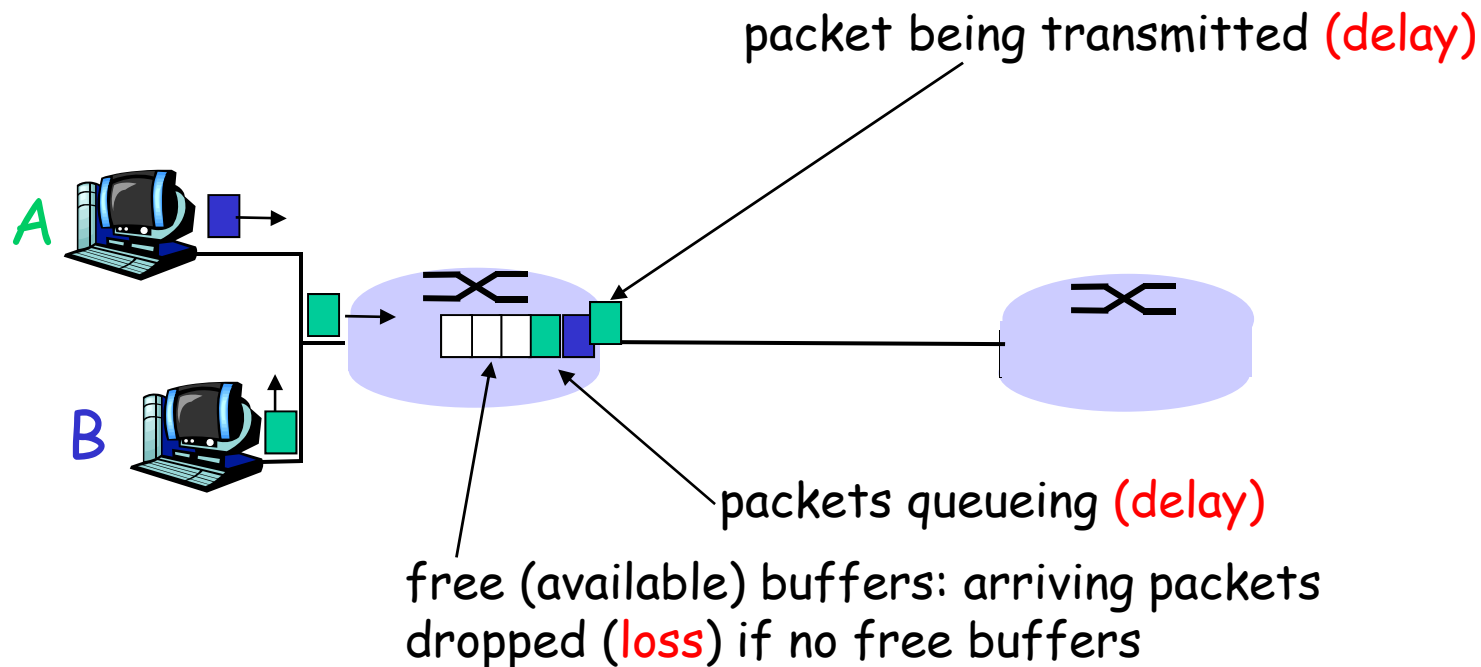 packet being transmitted (delay)
A
B
packets queueing (delay)
free (available) buffers: arriving packets
dropped (loss) if no free buffers